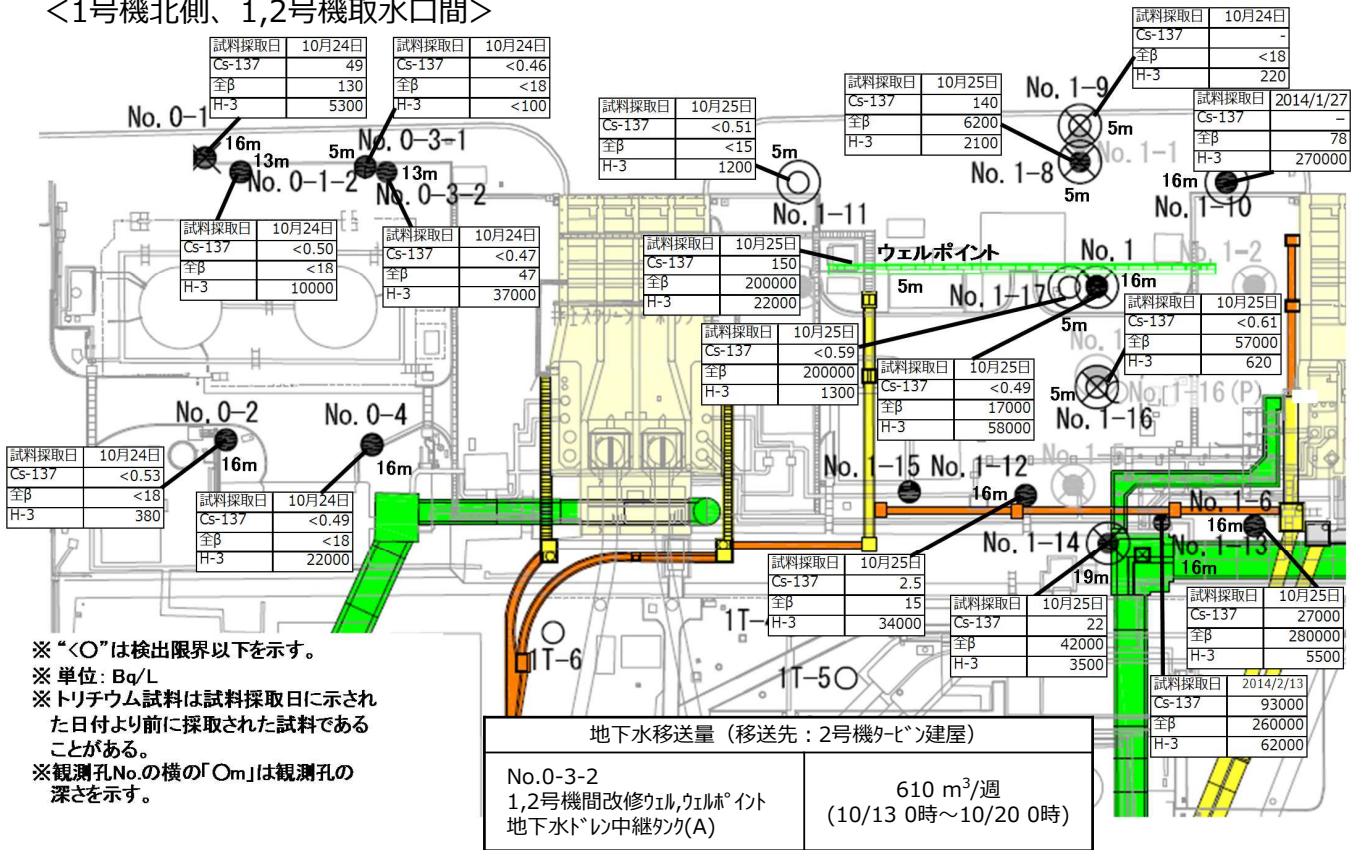 <1号機北側、1,2号機取水口間>
試料採取日 10月24日
Cs-137 49
全β 130
H-3 5300
試料採取日 10月24日
Cs-137 <0.46
全β <18
H-3 <100
試料採取日 10月24日
Cs-137 -
全β <18
H-3 220
試料採取日 10月25日
Cs-137 140
全β 6200
H-3 2100
試料採取日 10月25日
Cs-137 <0.51
全β <15
H-3 1200
試料採取日 2014/1/27
Cs-137 –
全β 78
H-3 270000
No. 0-1
16m
13m
No. 0-1-2
5m
No. 0-3-1
13m
No. 0-3-2
5m
No. 1-11
No. 1-9
5m
No. 1-1
No. 1-8
5m
16m
No. 1-10
試料採取日 10月24日
Cs-137 <0.50
全β <18
H-3 10000
試料採取日 10月24日
Cs-137 <0.47
全β 47
H-3 37000
試料採取日 10月25日
Cs-137 150
全β 200000
H-3 22000
ウェルポイント
5m
No. 1
16m
No. 1-2
No. 1-17
5m
試料採取日 10月25日
Cs-137 <0.61
全β 57000
H-3 620
試料採取日 10月25日
Cs-137 <0.59
全β 200000
H-3 1300
試料採取日 10月25日
Cs-137 <0.49
全β 17000
H-3 58000
5m
No. 1-16
No. 1-16(P)
No. 0-2
16m
No. 0-4
16m
試料採取日 10月24日
Cs-137 <0.53
全β <18
H-3 380
試料採取日 10月24日
Cs-137 <0.49
全β <18
H-3 22000
No. 1-15
No. 1-12
16m
No. 1-6
16m
No. 1-14
19m
No. 1-13
16m
試料採取日 10月25日
Cs-137 2.5
全β 15
H-3 34000
試料採取日 10月25日
Cs-137 22
全β 42000
H-3 3500
試料採取日 10月25日
Cs-137 27000
全β 280000
H-3 5500
試料採取日 2014/2/13
Cs-137 93000
全β 260000
H-3 62000
1T-6
1T-5
※ “<○”は検出限界以下を示す。
※ 単位: Bq/L
※トリチウム試料は試料採取日に示され
た日付より前に採取された試料である
ことがある。
※観測孔No.の横の「○m」は観測孔の
深さを示す。
地下水移送量（移送先：2号機ﾀｰﾋﾞﾝ建屋）
No.0-3-2
1,2号機間改修ｳｪﾙ,ｳｪﾙﾎﾟｲﾝﾄ
地下水ﾄﾞﾚﾝ中継ﾀﾝｸ(A)
610 m³/週
(10/13 0時～10/20 0時)